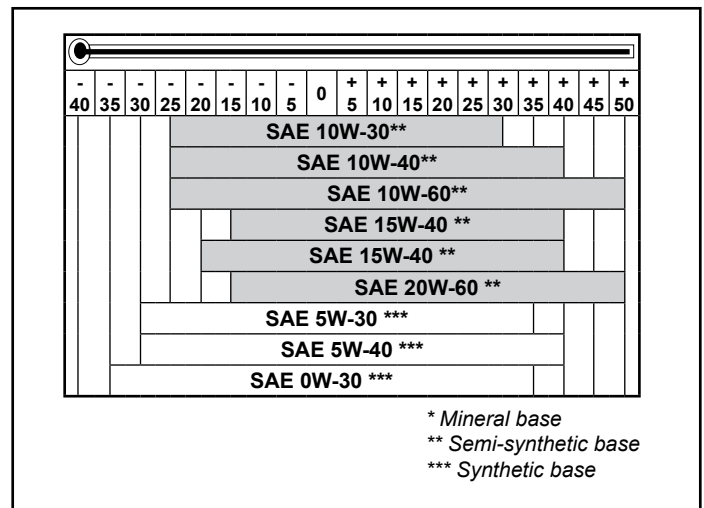 - - - - - - - - 0 + + + + + + + + + +
40 35 30 25 20 15 10 5 5 10 15 20 25 30 35 40 45 50
SAE 10W-30**
SAE 10W-40**
SAE 10W-60**
SAE 15W-40 **
SAE 15W-40 **
SAE 20W-60 **
SAE 5W-30 ***
SAE 5W-40 ***
SAE 0W-30 ***
* Mineral base
** Semi-synthetic base
*** Synthetic base